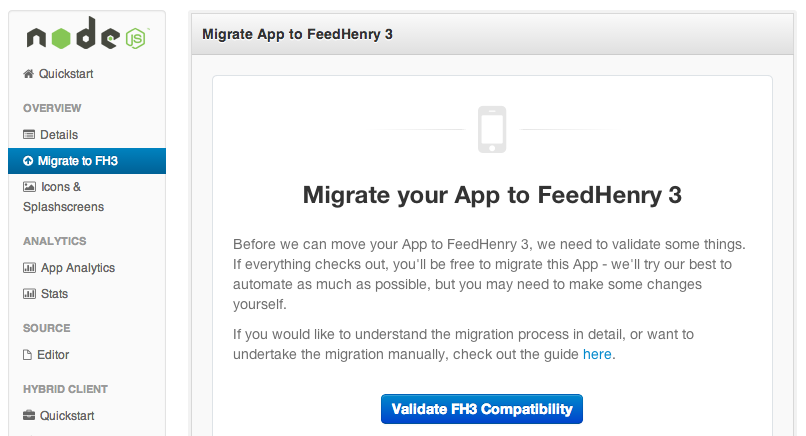 node
JS
Quickstart
OVERVIEW
Details
Migrate to FH3
Icons &
Splashscreens
ANALYTICS
App Analytics
Stats
SOURCE
Editor
HYBRID CLIENT
Quickstart
Migrate App to FeedHenry 3
Migrate your App to FeedHenry 3
Before we can move your App to FeedHenry 3, we need to validate some things.
If everything checks out, you'll be free to migrate this App - we'll try our best to
automate as much as possible, but you may need to make some changes
yourself.
If you would like to understand the migration process in detail, or want to
undertake the migration manually, check out the guide here.
Validate FH3 Compatibility